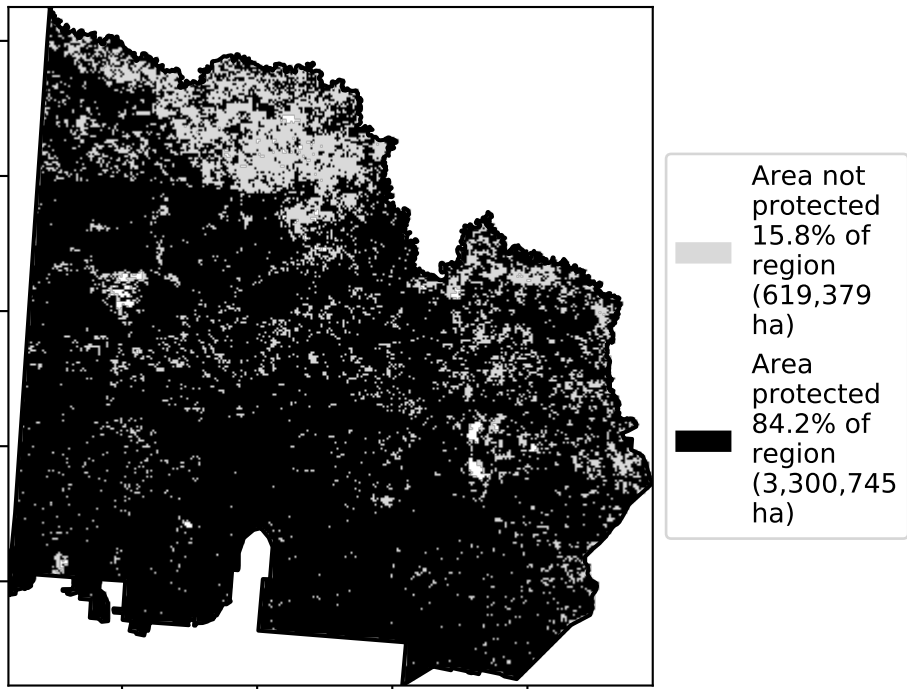 Area not
protected
15.8% of
region
(619,379
ha)
Area
protected
84.2% of
region
(3,300,745
ha)